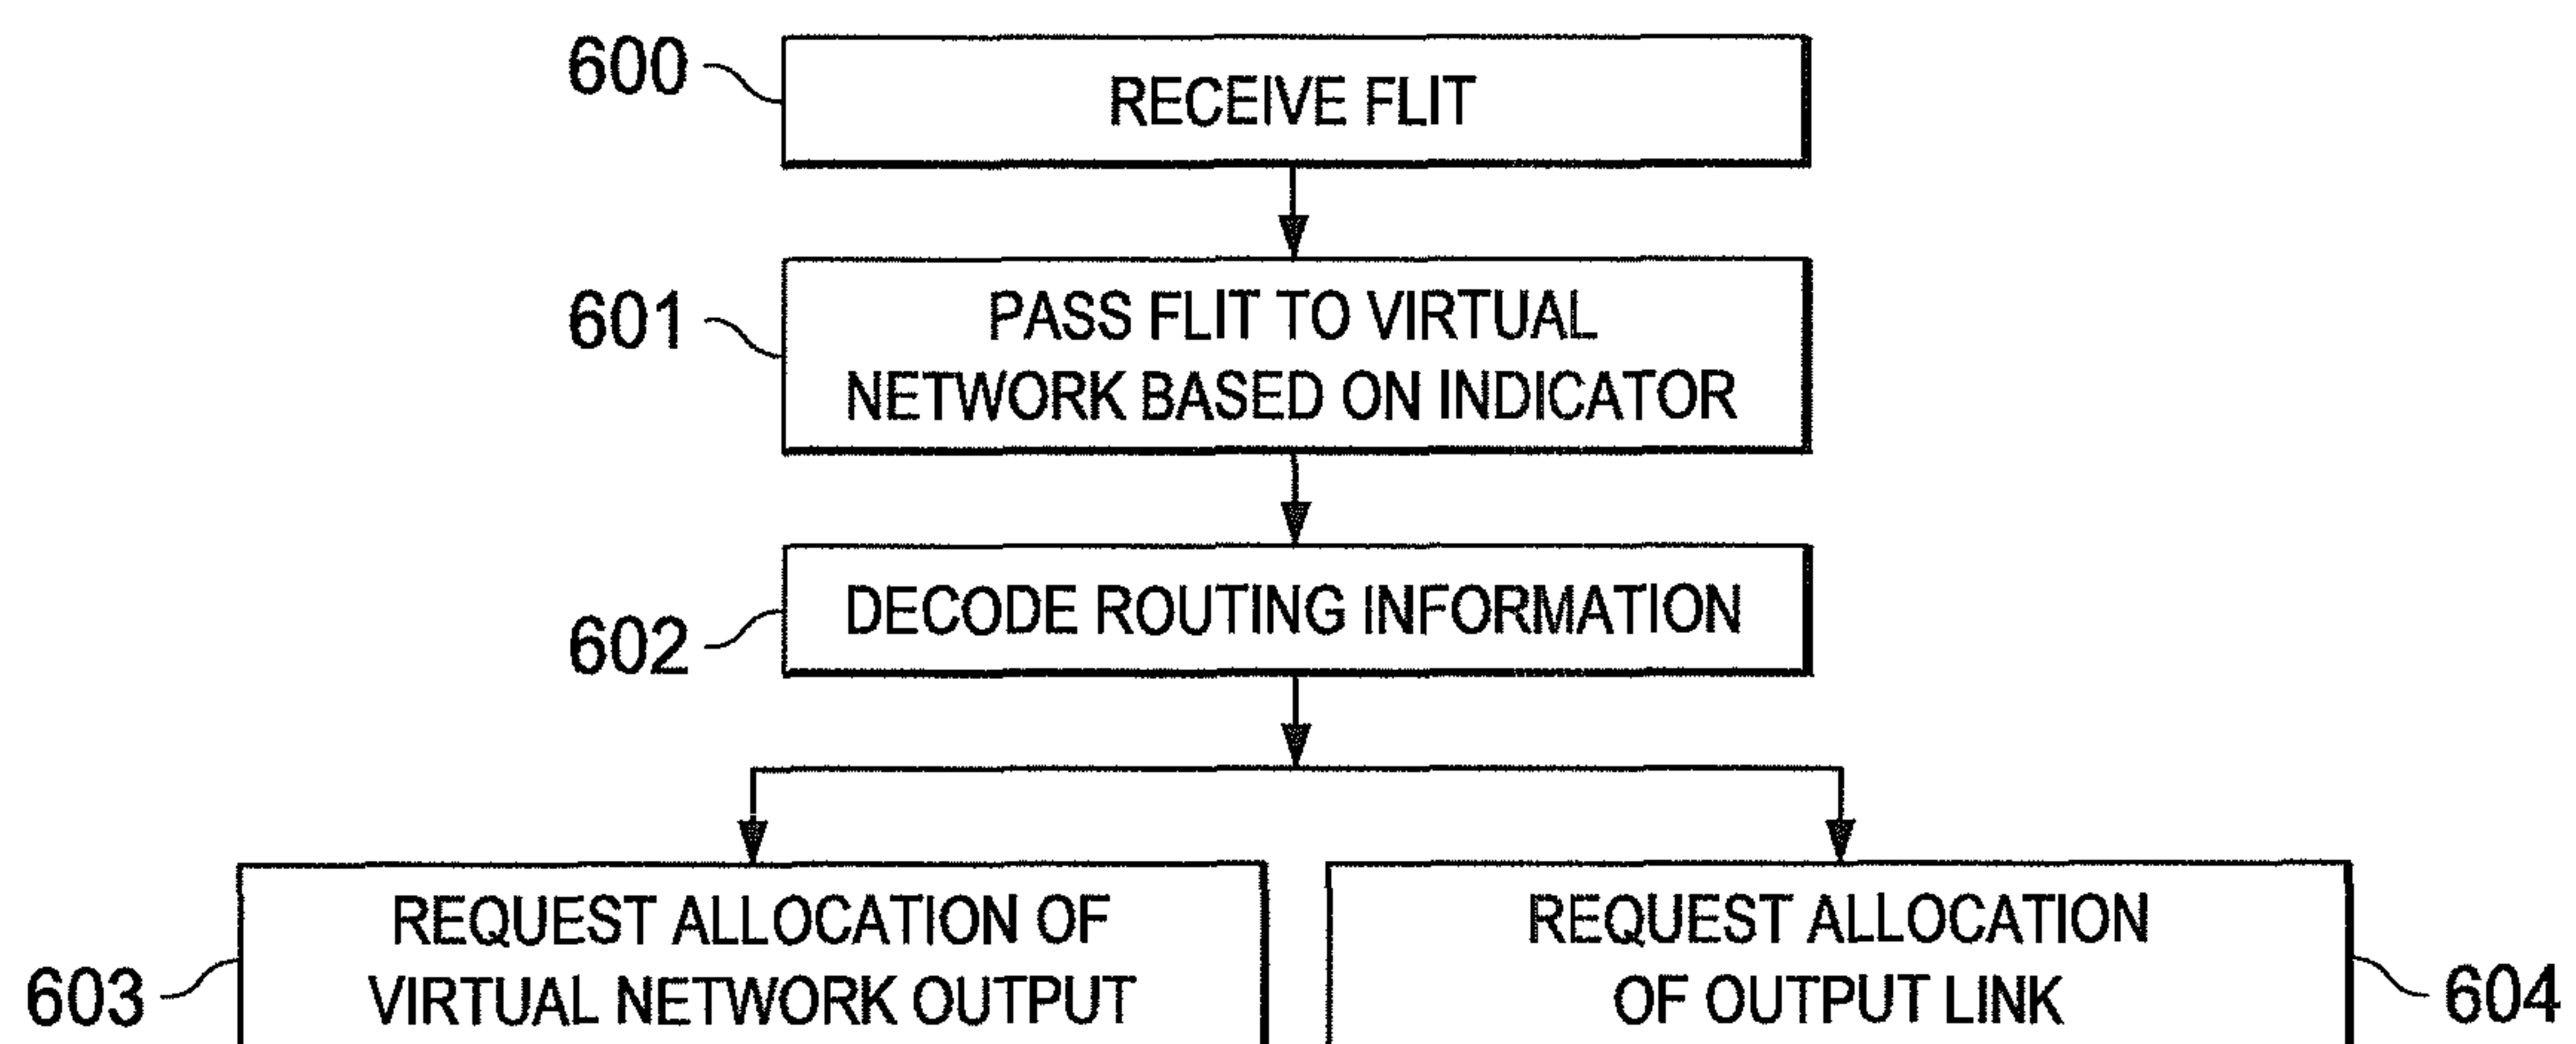 600
RECEIVE FLIT
601
PASS FLIT TO VIRTUAL
NETWORK BASED ON INDICATOR
602
DECODE ROUTING INFORMATION
603
REQUEST ALLOCATION OF
VIRTUAL NETWORK OUTPUT
REQUEST ALLOCATION
OF OUTPUT LINK
604